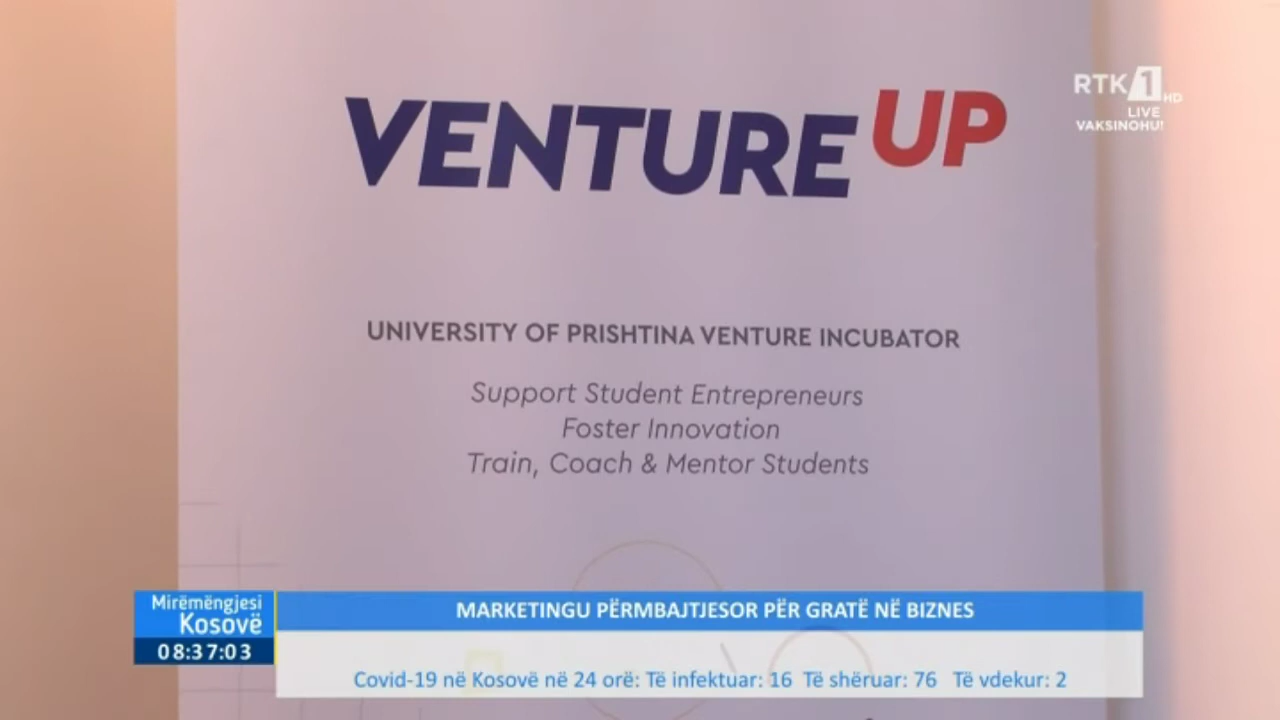 VENTURE UP
RTK 1 HD
LIVE
VAKSINOHU!
UNIVERSITY OF PRISHTINA VENTURE INCUBATOR
Support Student Entrepreneurs
Foster Innovation
Train, Coach & Mentor Students
Mirëmëngjesi
Kosovë
08:37:03
MARKETINGU PËRMBAJTJESOR PËR GRATË NË BIZNES
Covid-19 në Kosovë në 24 orë: Të infektuar: 16 Të shëruar: 76 Të vdekur: 2